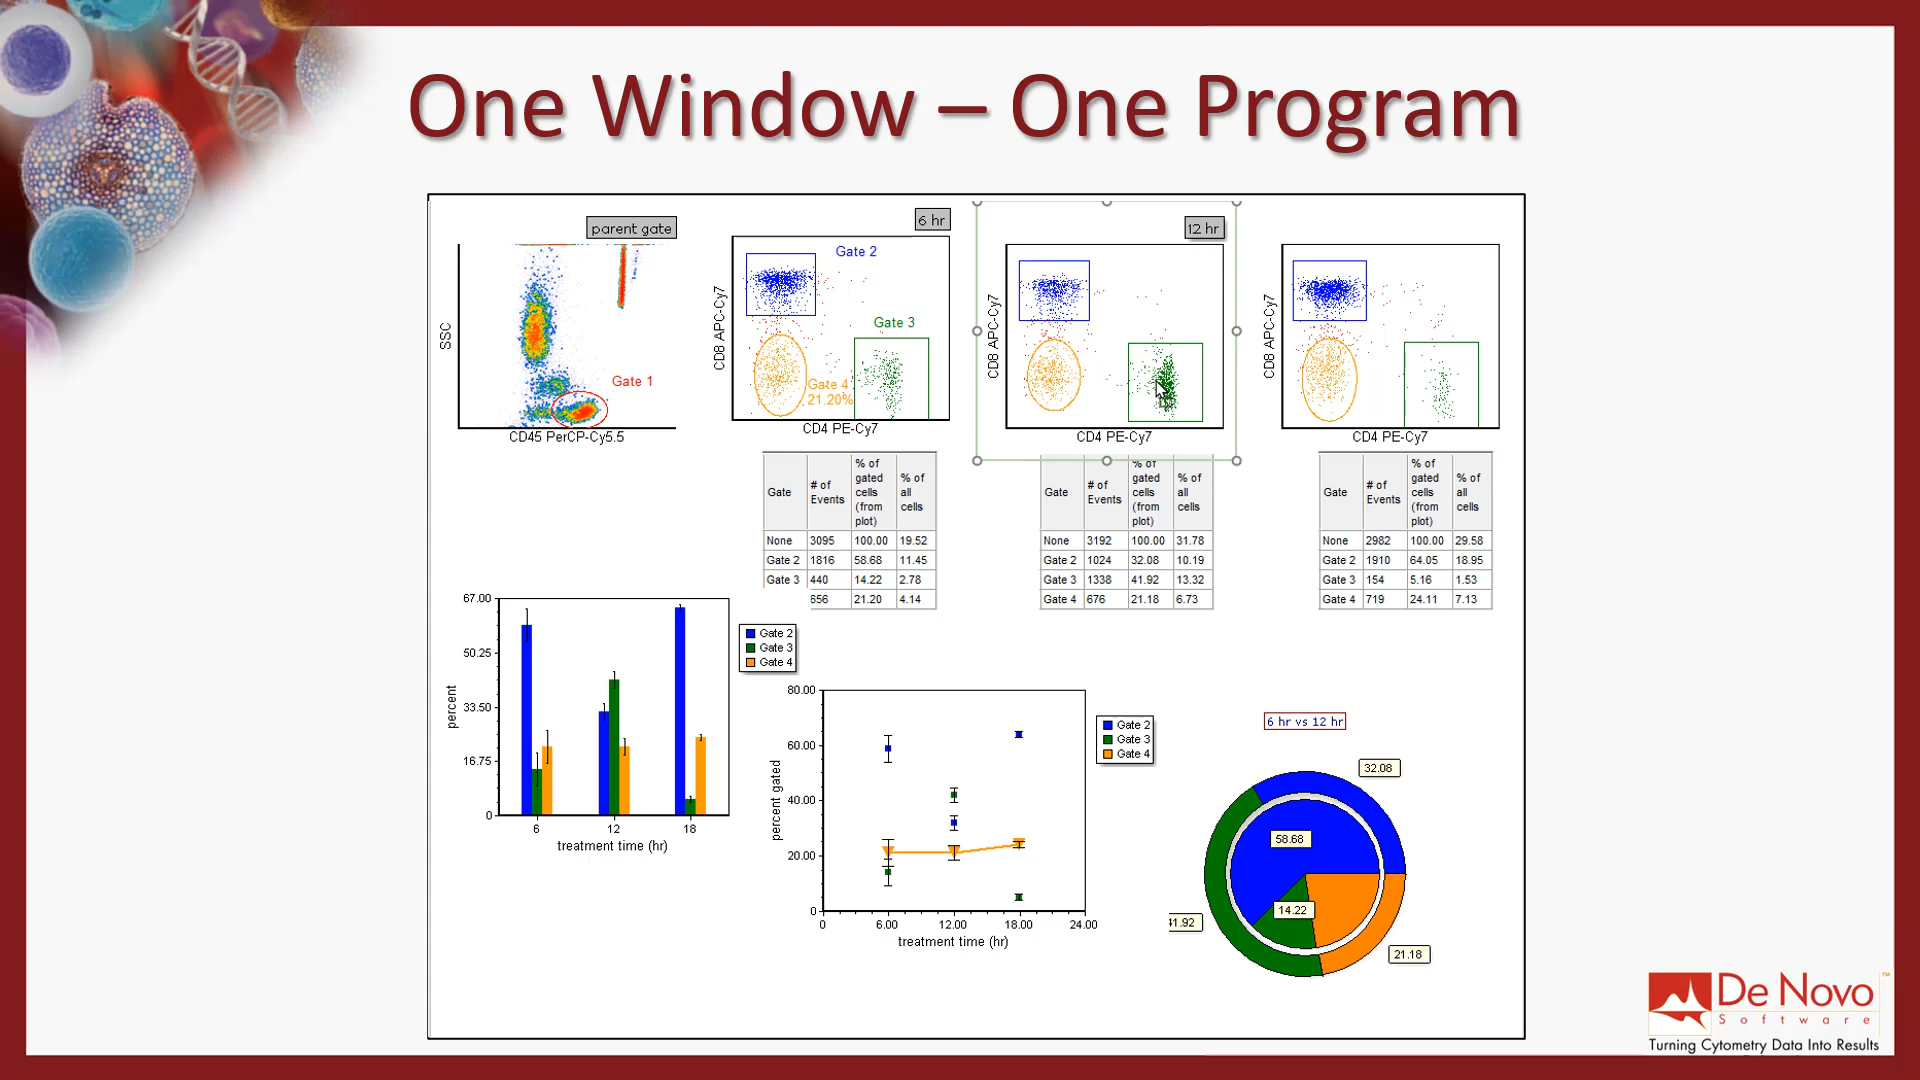 One Window – One Program
parent gate
6 hr
12 hr
Gate 2
Gate 3
Gate 4
21.20%
Gate 1
SSC
CD45 PerCP-Cy5.5
CD8 APC-Cy7
CD4 PE-Cy7
CD8 APC-Cy7
CD4 PE-Cy7
CD8 APC-Cy7
CD4 PE-Cy7
Gate # of Events % of gated cells (from plot) % of all cells
None 3095 100.00 19.52
Gate 2 1816 58.68 11.45
Gate 3 440 14.22 2.78
656 21.20 4.14
Gate # of Events % of gated cells (from plot) % of all cells
None 3192 100.00 31.78
Gate 2 1024 32.08 10.19
Gate 3 1338 41.92 13.32
Gate 4 676 21.18 6.73
Gate # of Events % of gated cells (from plot) % of all cells
None 2982 100.00 29.58
Gate 2 1910 64.05 18.95
Gate 3 154 5.16 1.53
Gate 4 719 24.11 7.13
67.00
50.25
33.50
16.75
0
percent
6 12 18
treatment time (hr)
Gate 2
Gate 3
Gate 4
80.00
60.00
40.00
20.00
0
percent gated
0 6.00 12.00 18.00 24.00
treatment time (hr)
Gate 2
Gate 3
Gate 4
6 hr vs 12 hr
32.08
58.68
14.22
41.92
21.18
De Novo
Software
™
Turning Cytometry Data Into Results